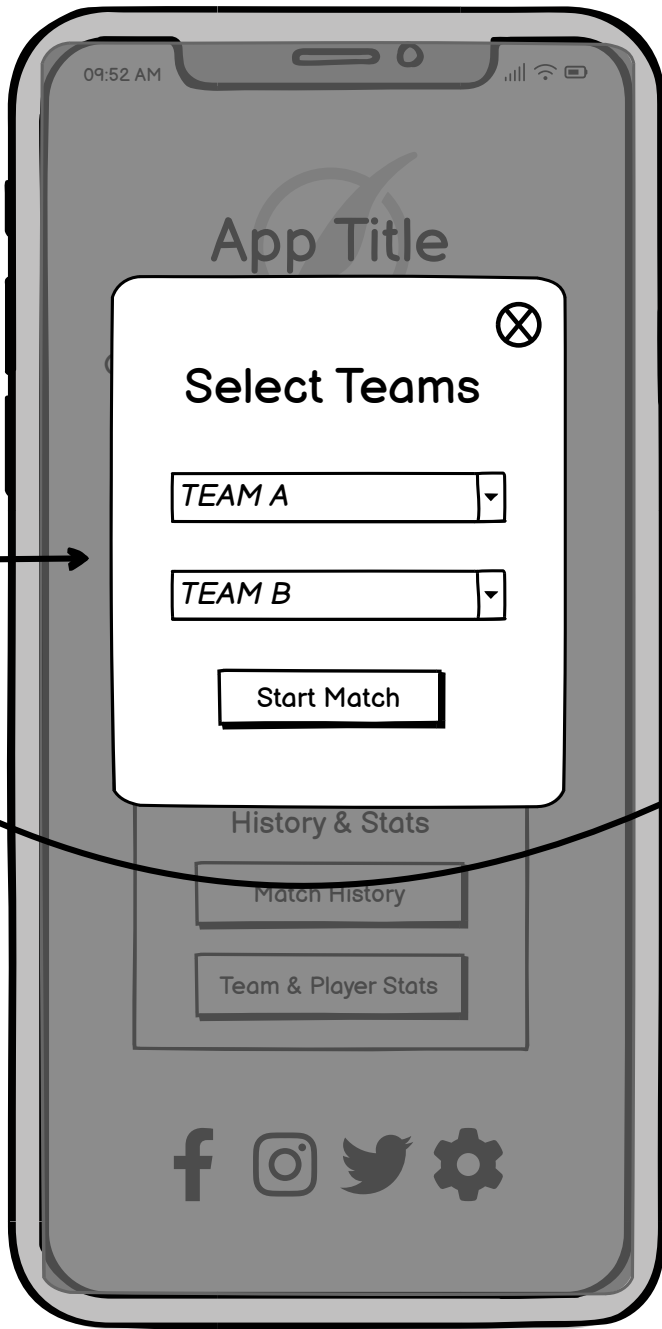 09:52 AM
App Title
Select Teams
TEAM A
TEAM B
Start Match
History & Stats
Match History
Team & Player Stats